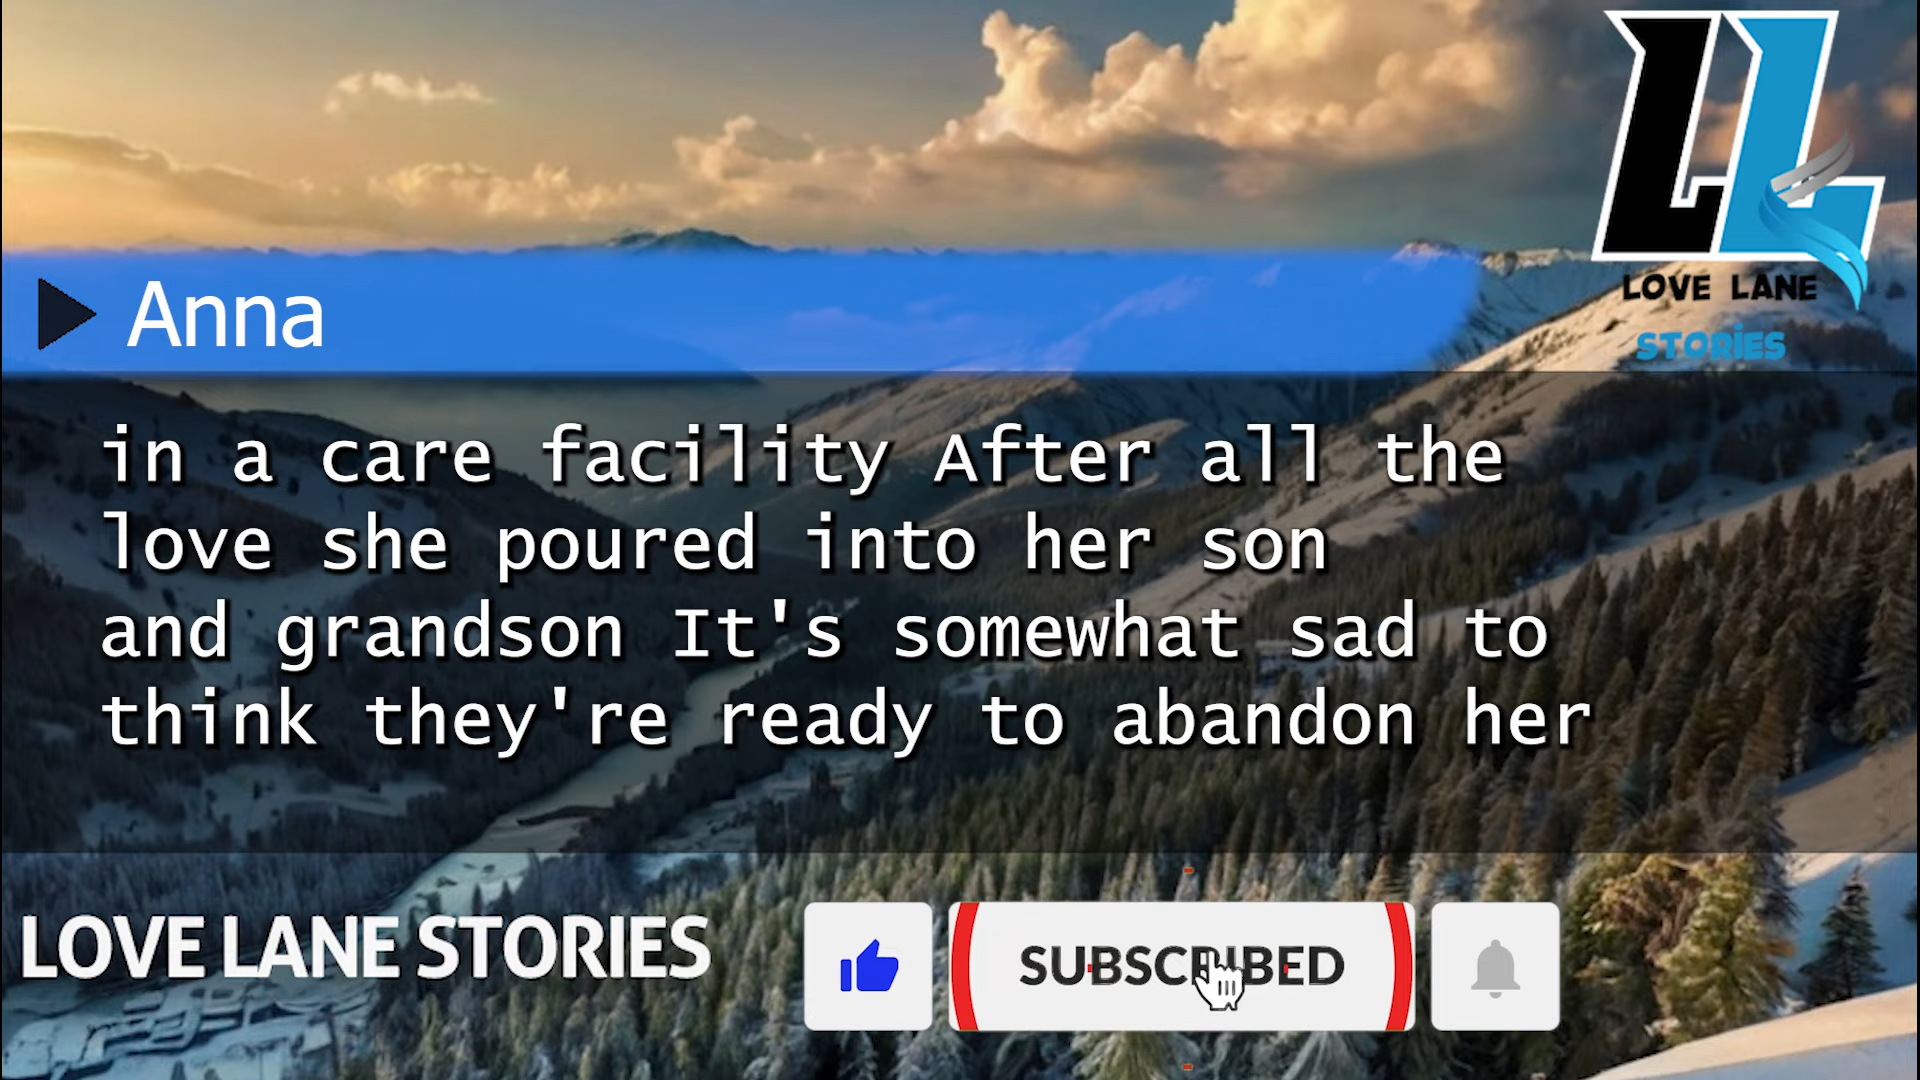 LL
LOVE LANE
STORIES
Anna
in a care facility After all the
love she poured into her son
and grandson It's somewhat sad to
think they're ready to abandon her
LOVE LANE STORIES
SUBSCRIBED